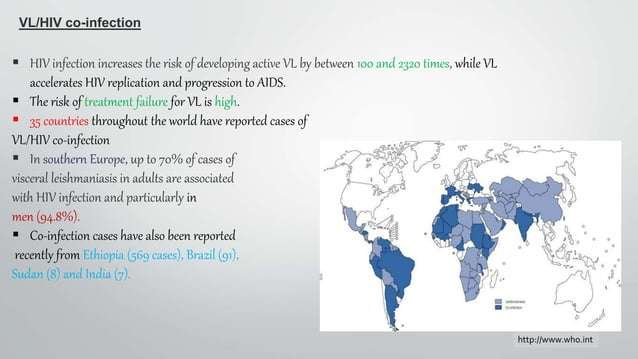 VL/HIV co-infection
▪ HIV infection increases the risk of developing active VL by between 100 and 2320 times, while VL
accelerates HIV replication and progression to AIDS.
▪ The risk of treatment failure for VL is high.
▪ 35 countries throughout the world have reported cases of
VL/HIV co-infection
▪ In southern Europe, up to 70% of cases of
visceral leishmaniasis in adults are associated
with HIV infection and particularly in
men (94.8%).
▪ Co-infection cases have also been reported
recently from Ethiopia (569 cases), Brazil (91),
Sudan (8) and India (7).
http://www.who.int